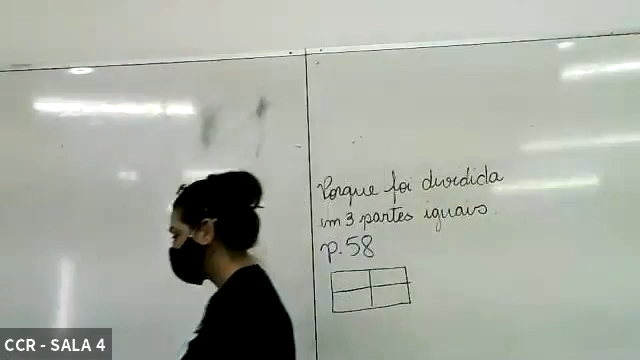 Porque foi dividida
em 3 partes iguais.
p.58
CCR - SALA 4